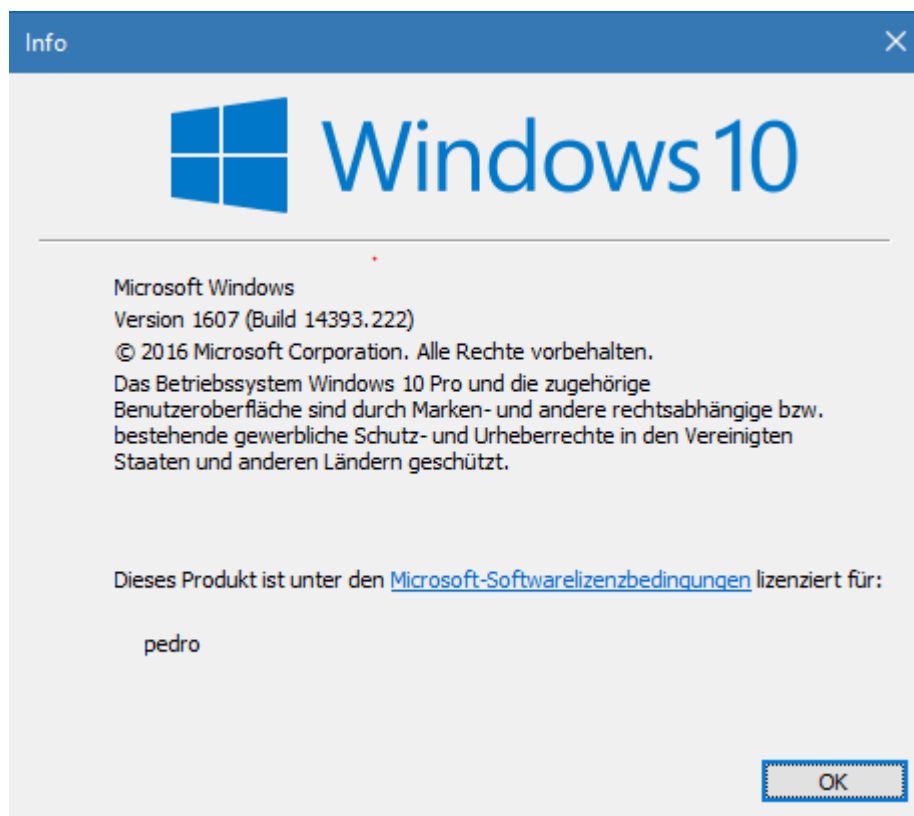 Info
Windows 10
Microsoft Windows
Version 1607 (Build 14393.222)
© 2016 Microsoft Corporation. Alle Rechte vorbehalten.
Das Betriebssystem Windows 10 Pro und die zugehörige
Benutzeroberfläche sind durch Marken- und andere rechtsabhängige bzw.
bestehende gewerbliche Schutz- und Urheberrechte in den Vereinigten
Staaten und anderen Ländern geschützt.
Dieses Produkt ist unter den Microsoft-Softwarelizenzbedingungen lizenziert für:
pedro
OK